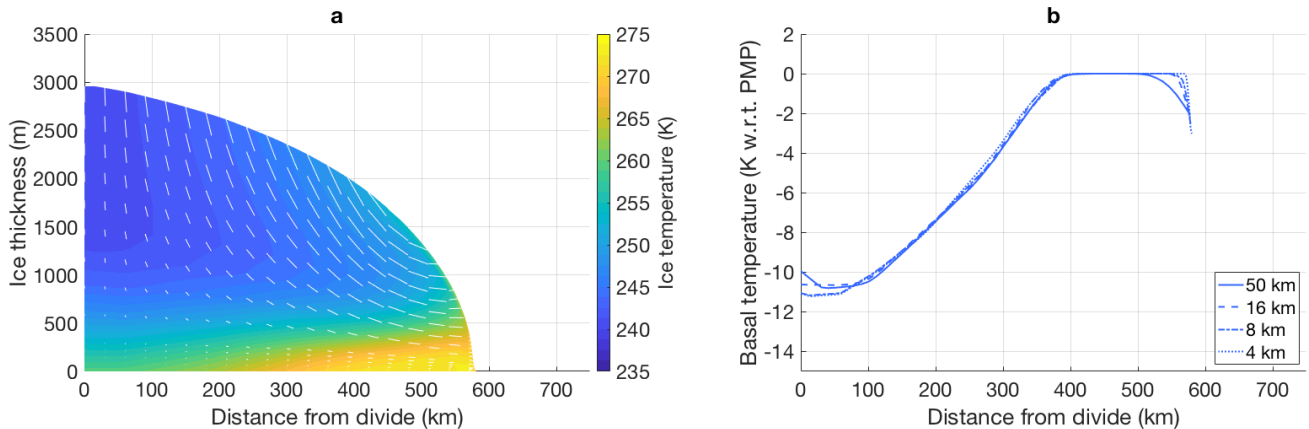 a
3500
3000
2500
2000
1500
1000
500
0
Ice thickness (m)
0 100 200 300 400 500 600 700
Distance from divide (km)
275
270
265
260
255
250
245
240
235
Ice temperature (K)
b
2
0
-2
-4
-6
-8
-10
-12
-14
-16
Basal temperature (K w.r.t. PMP)
0 100 200 300 400 500 600 700
Distance from divide (km)
50 km
16 km
8 km
4 km